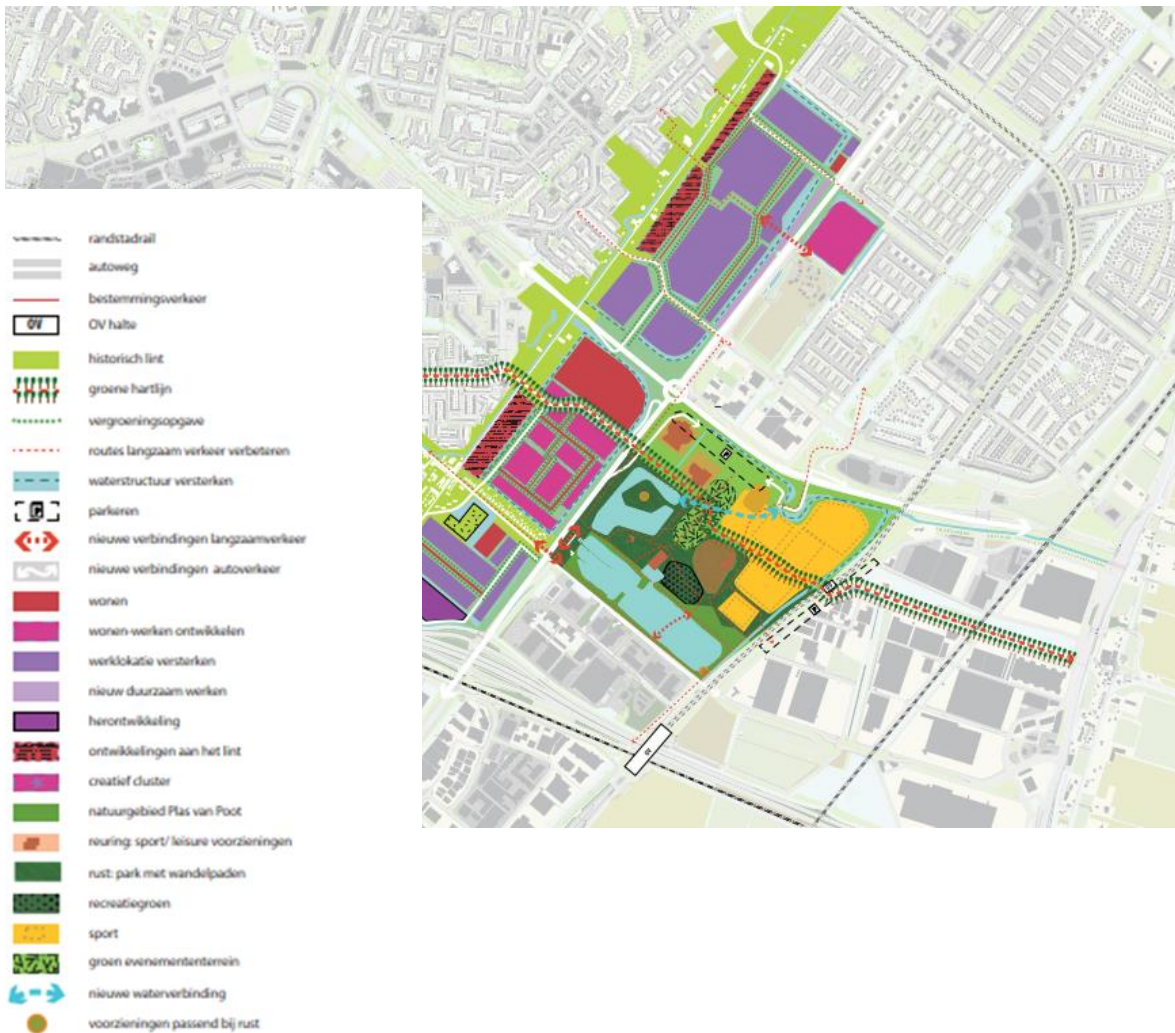 randstadrail
autoweg
bestemmingsverkeer
OV OV halte
historisch lint
groene hartlijn
vergroeningsopgave
routes langzaam verkeer verbeteren
waterstructuur versterken
P parkeren
nieuwe verbindingen langzaamverkeer
nieuwe verbindingen autoverkeer
wonen
wonen-werken ontwikkelen
werklokatie versterken
nieuw duurzaam werken
herontwikkeling
ontwikkelingen aan het lint
creatief cluster
natuurgebied Plas van Poot
reuring: sport/ leisure voorzieningen
rust: park met wandelpaden
recreatiegroen
sport
groen evenemententerrein
nieuwe waterverbinding
voorzieningen passend bij rust